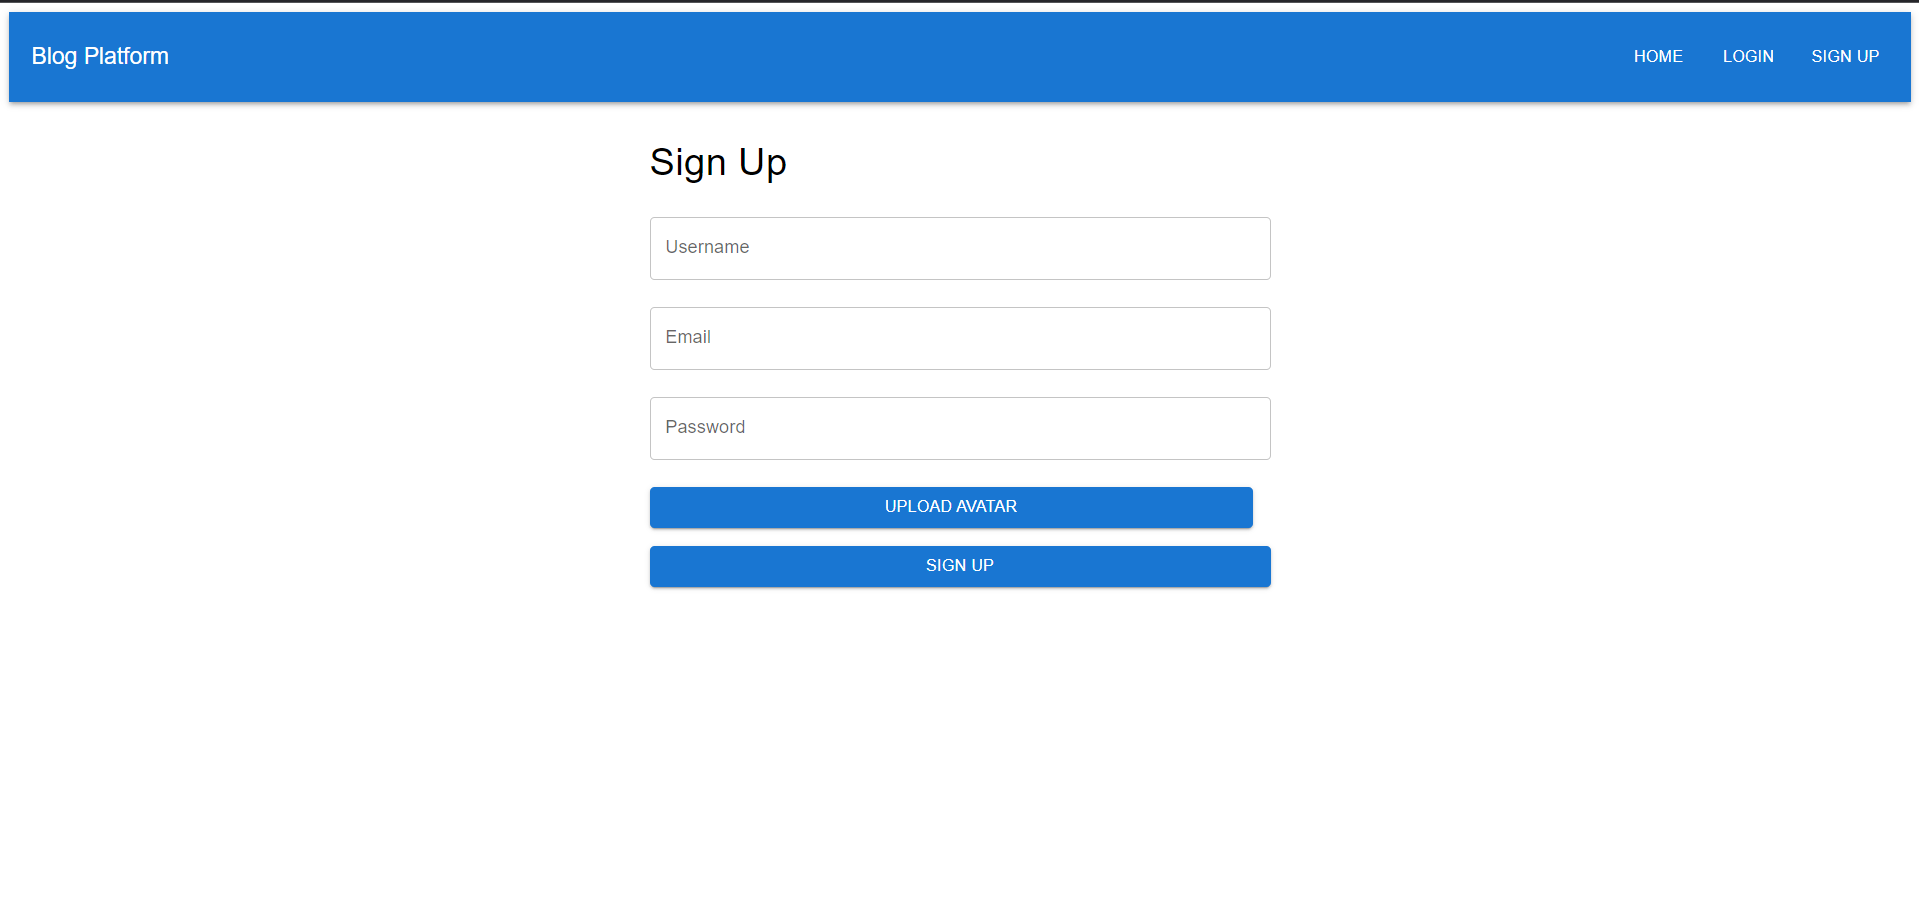 Blog Platform HOME LOGIN SIGN UP
Sign Up
Username
Email
Password
UPLOAD AVATAR
SIGN UP